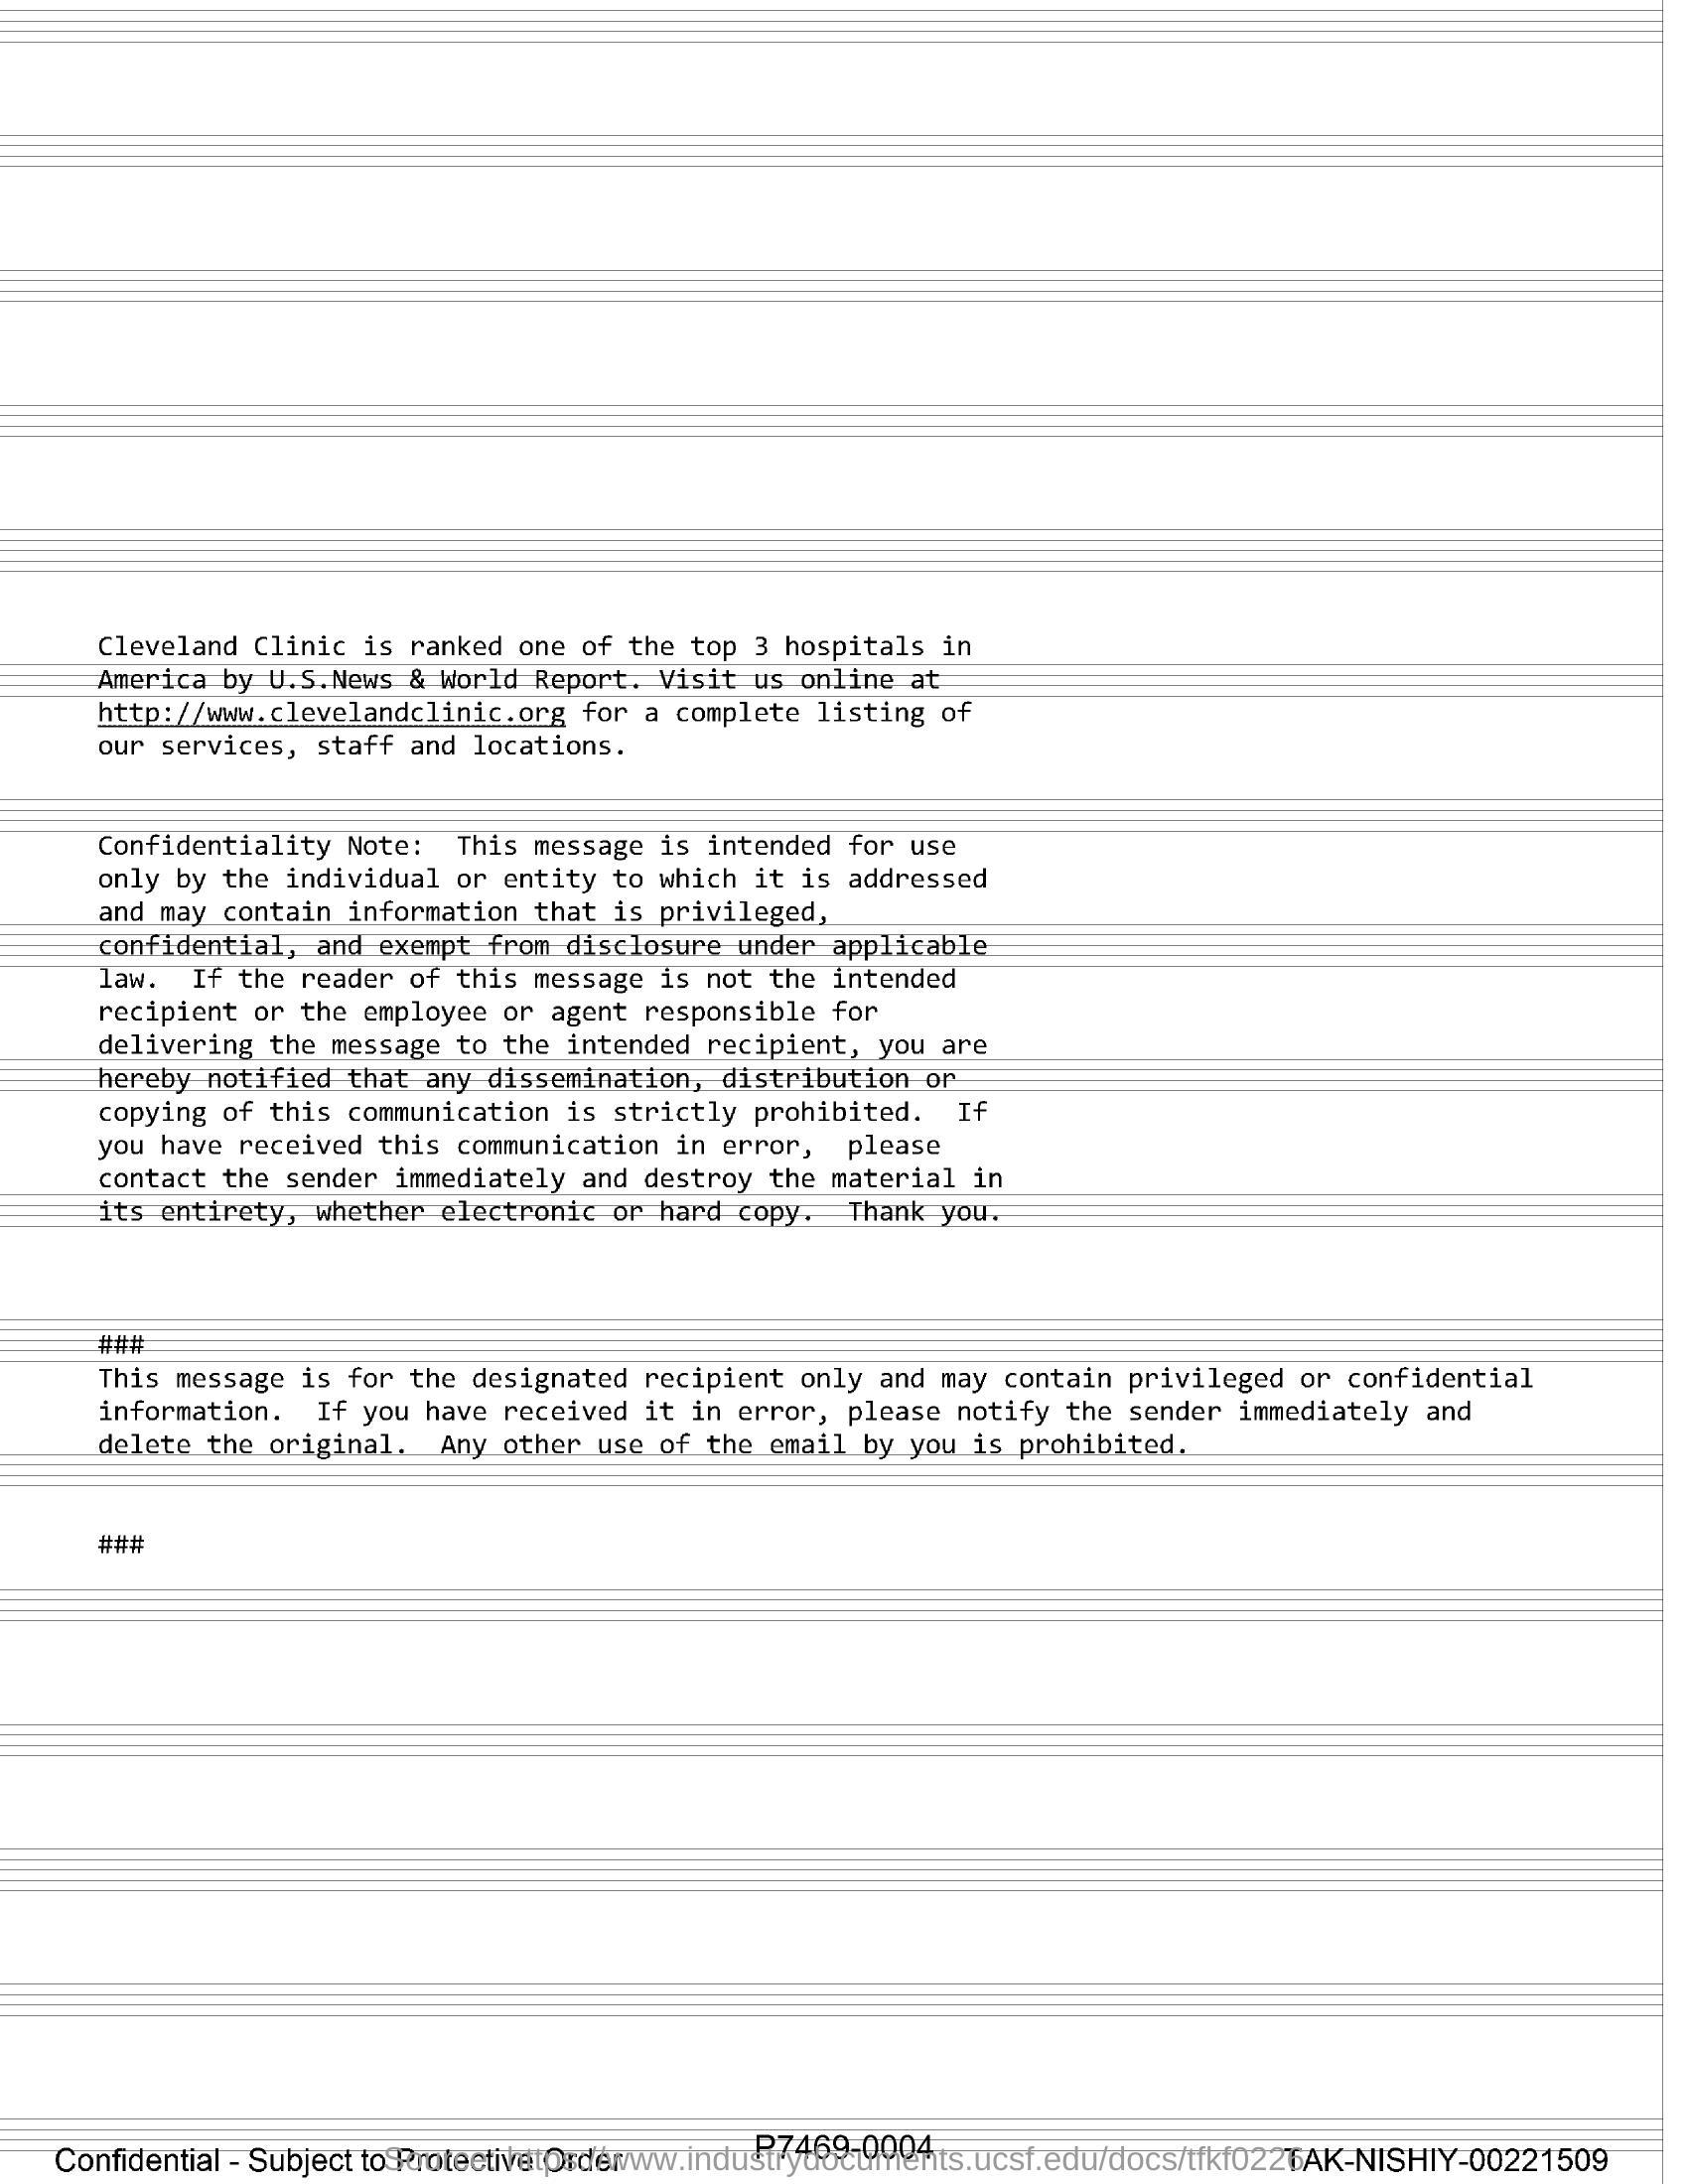 Cleveland Clinic is ranked one of the top 3 hospitals in
America by U.S.News & World Report. Visit us online at
http://www.clevelandclinic.org for a complete listing of
our services, staff and locations.
Confidentiality Note:  This message is intended for use
only by the individual or entity to which it is addressed
and may contain information that is privileged,
confidential, and exempt from disclosure under applicable
law.  If the reader of this message is not the intended
recipient or the employee or agent responsible for
delivering the message to the intended recipient, you are
hereby notified that any dissemination, distribution or
copying of this communication is strictly prohibited.  If
you have received this communication in error,  please
contact the sender immediately and destroy the material in
its entirety, whether electronic or hard copy.  Thank you.
###
This message is for the designated recipient only and may contain privileged or confidential
information.  If you have received it in error, please notify the sender immediately and
delete the original.  Any other use of the email by you is prohibited.
###
P7469-0004
Confidential - Subject to Protective Order
Source: https://www.industrydocuments.ucsf.edu/docs/tfkf0226
TAK-NISHIY-00221509